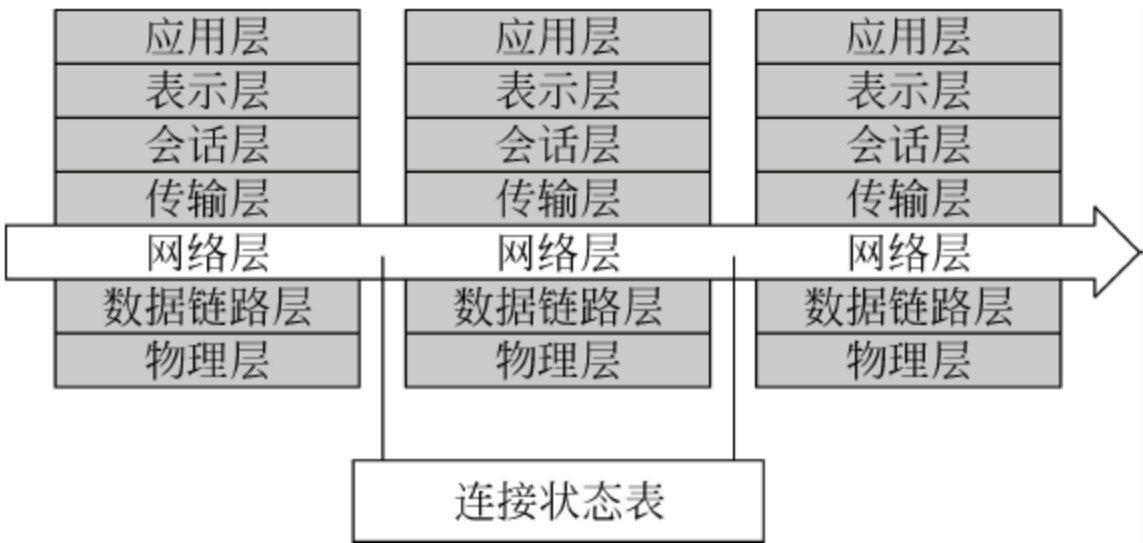 应用层 应用层 应用层
表示层 表示层 表示层
会话层 会话层 会话层
传输层 传输层 传输层
网络层 网络层 网络层
数据链路层 数据链路层 数据链路层
物理层 物理层 物理层
连接状态表